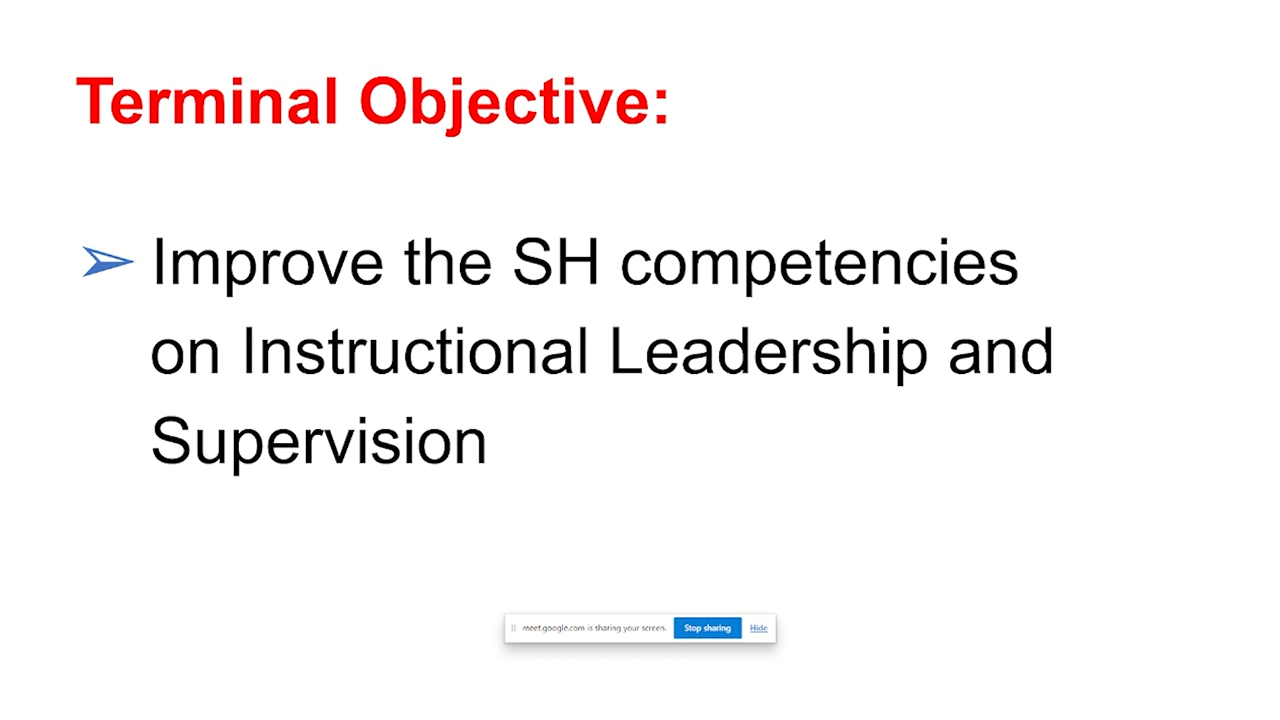 Terminal Objective:
➢ Improve the SH competencies
on Instructional Leadership and
Supervision
meet.google.com is sharing your screen. Stop sharing Hide